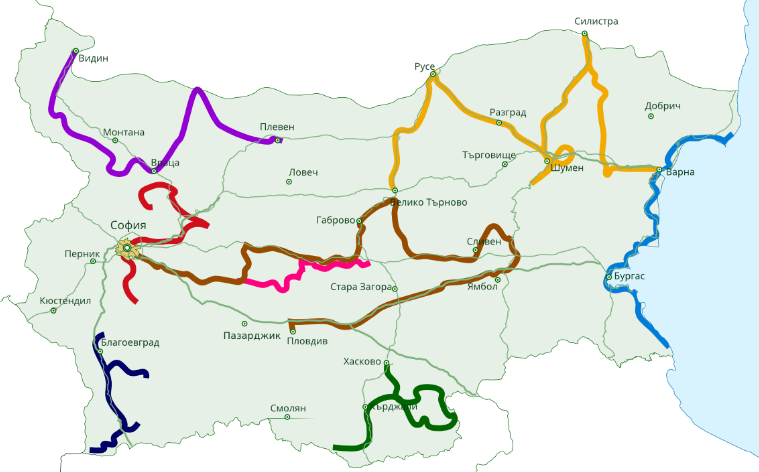 Силистра
Видин
Русе
Добрич
Разград
Плевен
Монтана
Търговище
Враца
Шумен
Варна
Ловеч
Велико Търново
Габрово
София
Сливен
Перник
Бургас
Стара Загора
Ямбол
Кюстендил
Пазарджик
Пловдив
Благоевград
Хасково
Кърджали
Смолян